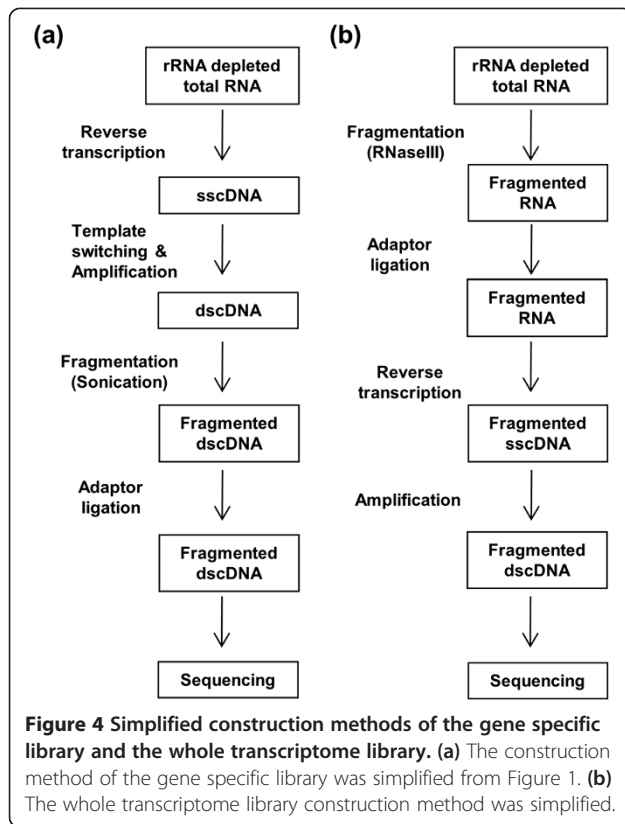 (a)
rRNA depleted
total RNA
Reverse
transcription
sscDNA
Template
switching &
Amplification
dscDNA
Fragmentation
(Sonication)
Fragmented
dscDNA
Adaptor
ligation
Fragmented
dscDNA
Sequencing
(b)
rRNA depleted
total RNA
Fragmentation
(RNaseIII)
Fragmented
RNA
Adaptor
ligation
Fragmented
RNA
Reverse
transcription
Fragmented
sscDNA
Amplification
Fragmented
dscDNA
Sequencing
Figure 4 Simplified construction methods of the gene specific
library and the whole transcriptome library. (a) The construction
method of the gene specific library was simplified from Figure 1. (b)
The whole transcriptome library construction method was simplified.